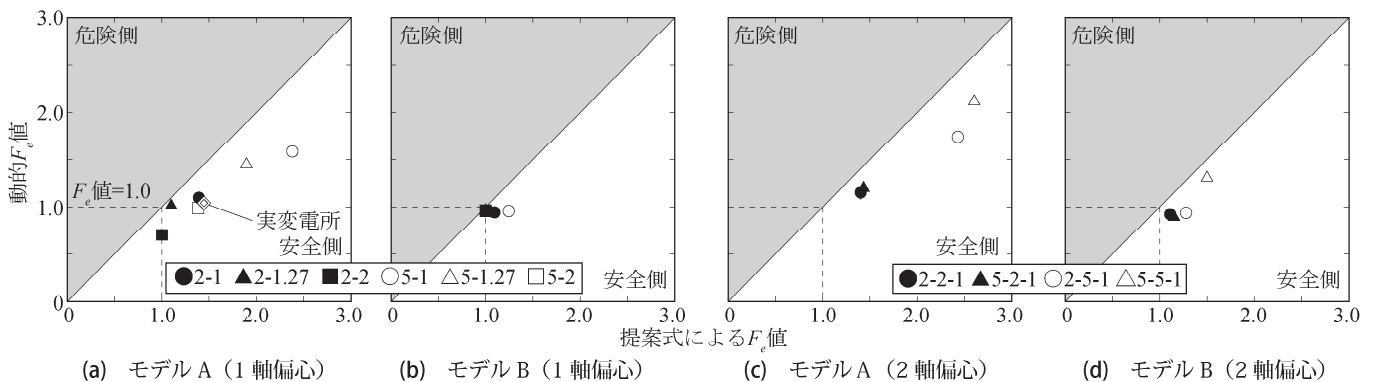 動的Fe値
3.0
2.0
1.0
0
危険側
Fe値=1.0
実変電所
安全側
0 1.0 2.0 3.0
危険側
安全側
0 1.0 2.0 3.0
●2-1 ▲2-1.27 ■2-2 ○5-1 △5-1.27 □5-2
危険側
安全側
0 1.0 2.0 3.0
危険側
安全側
0 1.0 2.0 3.0
●2-2-1 ▲5-2-1 ○2-5-1 △5-5-1
提案式によるFe値
(a) モデル A（1 軸偏心）
(b) モデル B（1 軸偏心）
(c) モデル A （2 軸偏心）
(d) モデル B（2 軸偏心）